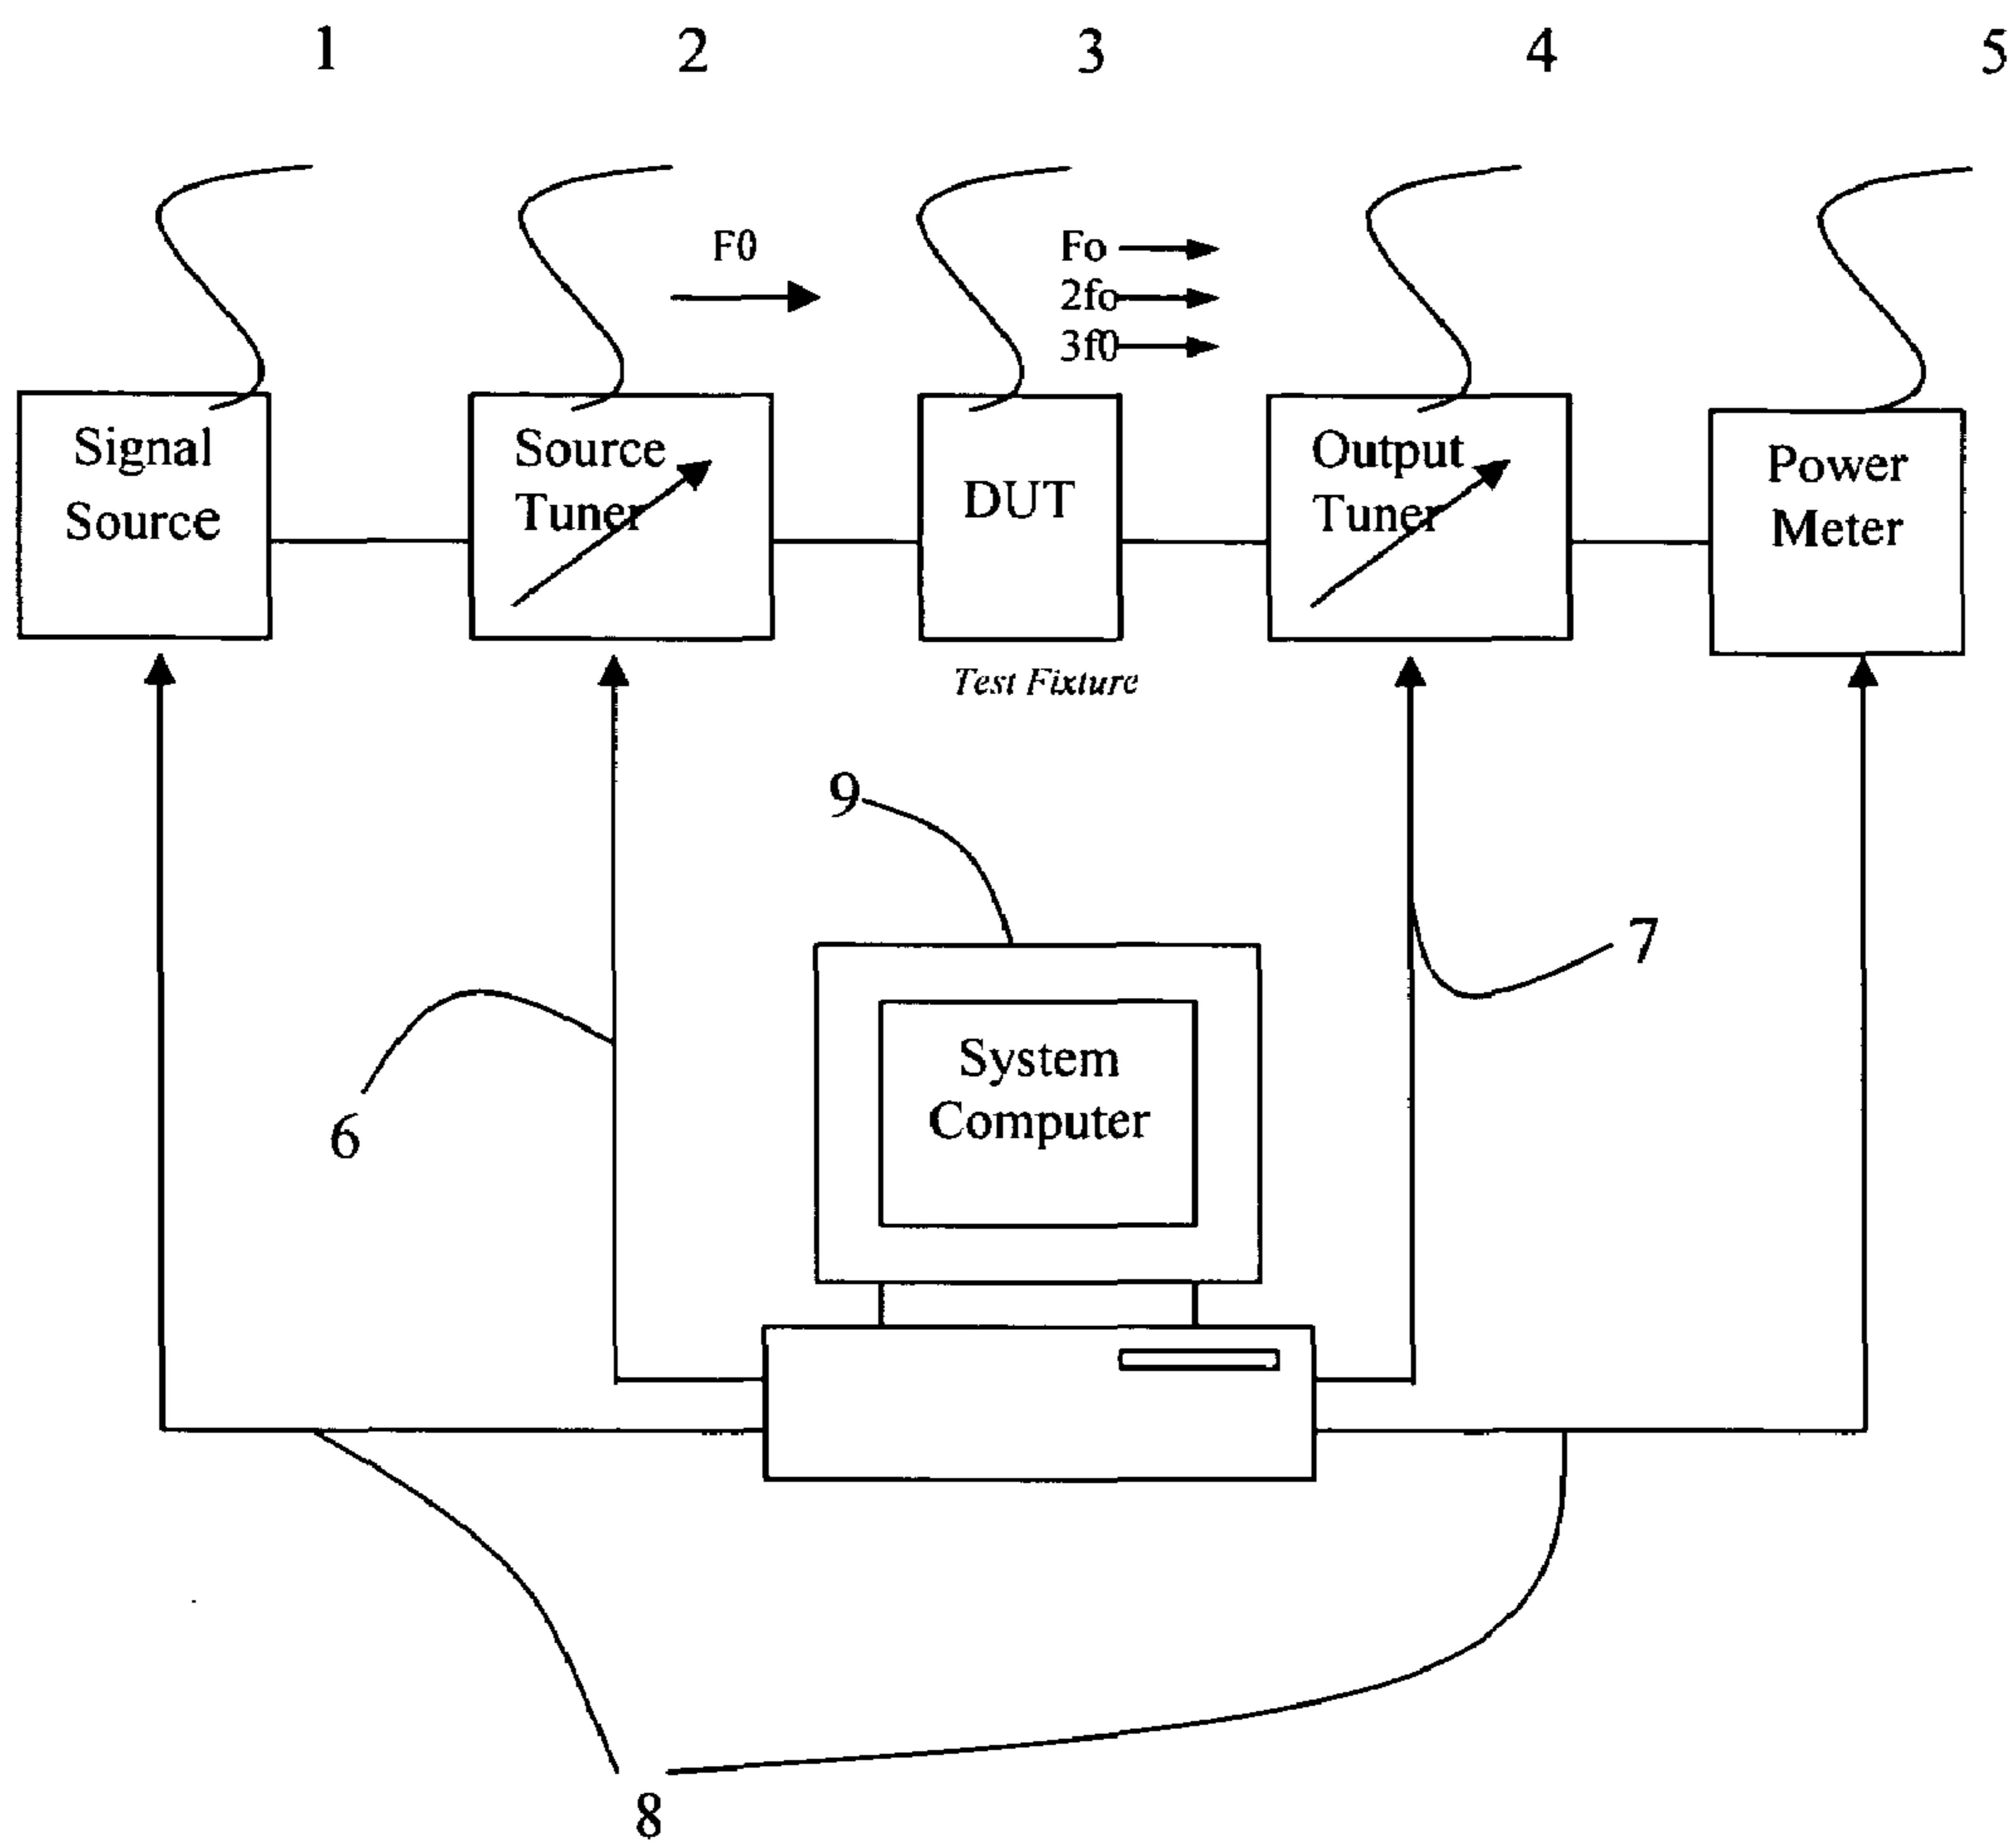 1 2 3 4 5
F0
Fo
2fo
3f0
Signal
Source
Source
Tuner
DUT
Output
Tuner
Power
Meter
Test Fixture
9
7
System
Computer
6
8